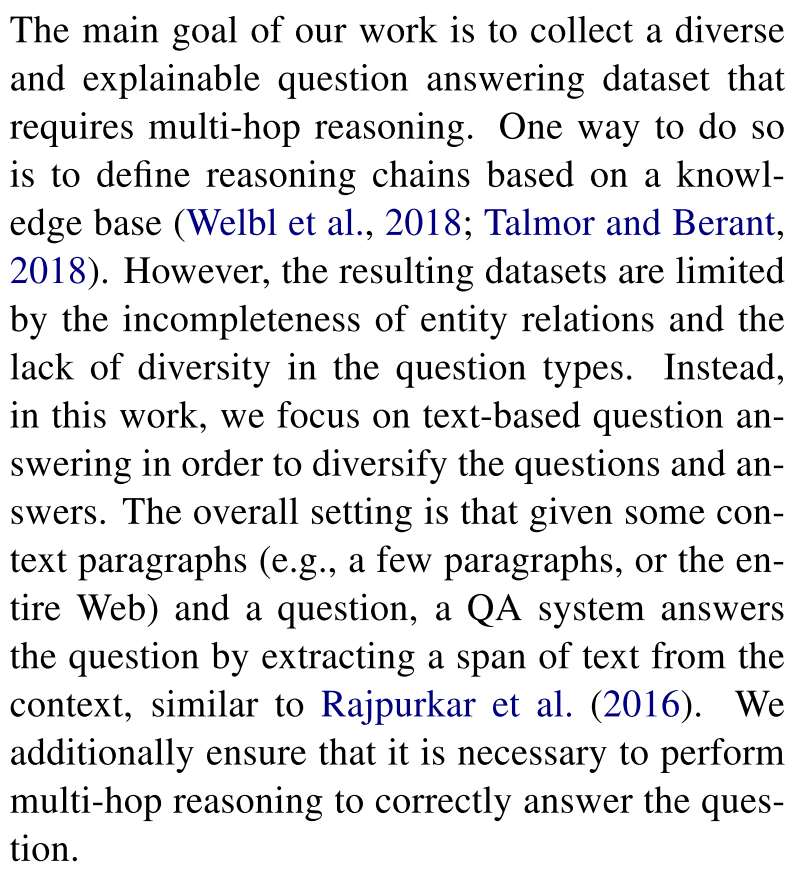 The main goal of our work is to collect a diverse
and explainable question answering dataset that
requires multi-hop reasoning. One way to do so
is to define reasoning chains based on a knowl-
edge base (Welbl et al., 2018; Talmor and Berant,
2018). However, the resulting datasets are limited
by the incompleteness of entity relations and the
lack of diversity in the question types. Instead,
in this work, we focus on text-based question an-
swering in order to diversify the questions and an-
swers. The overall setting is that given some con-
text paragraphs (e.g., a few paragraphs, or the en-
tire Web) and a question, a QA system answers
the question by extracting a span of text from the
context, similar to Rajpurkar et al. (2016). We
additionally ensure that it is necessary to perform
multi-hop reasoning to correctly answer the ques-
tion.